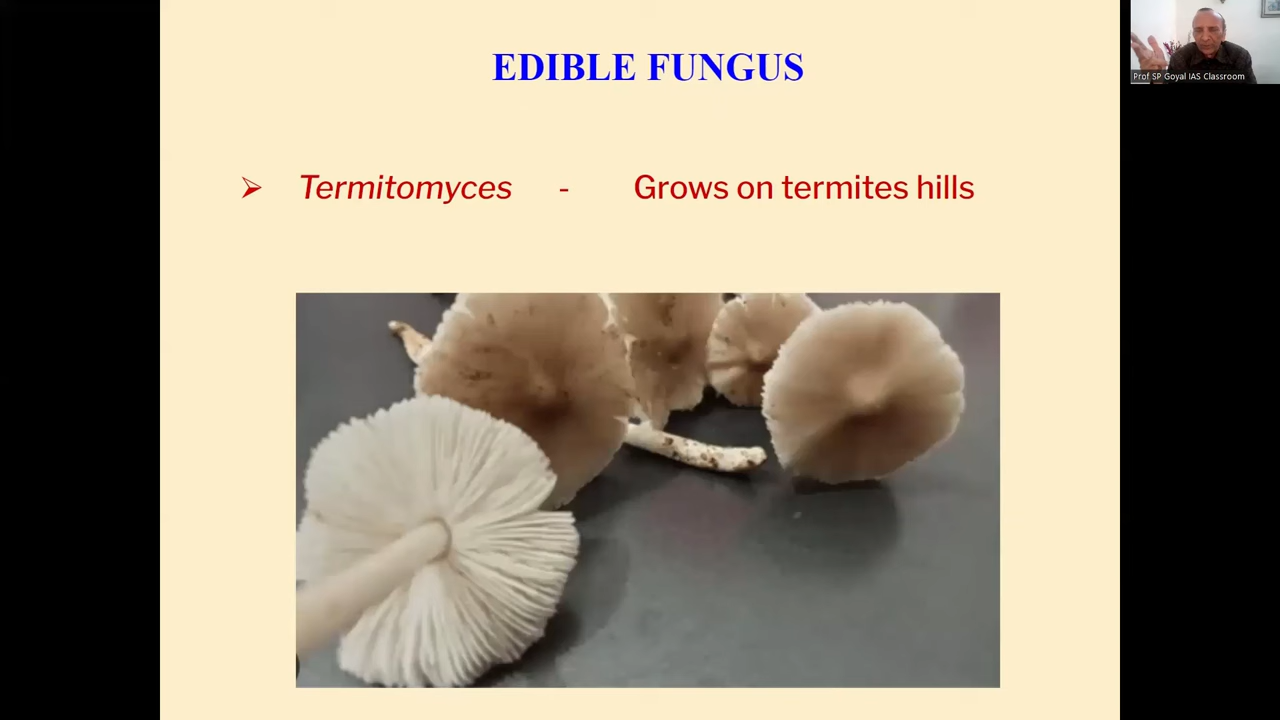 EDIBLE FUNGUS
Prof SP Goyal IAS Classroom
➢ Termitomyces - Grows on termites hills